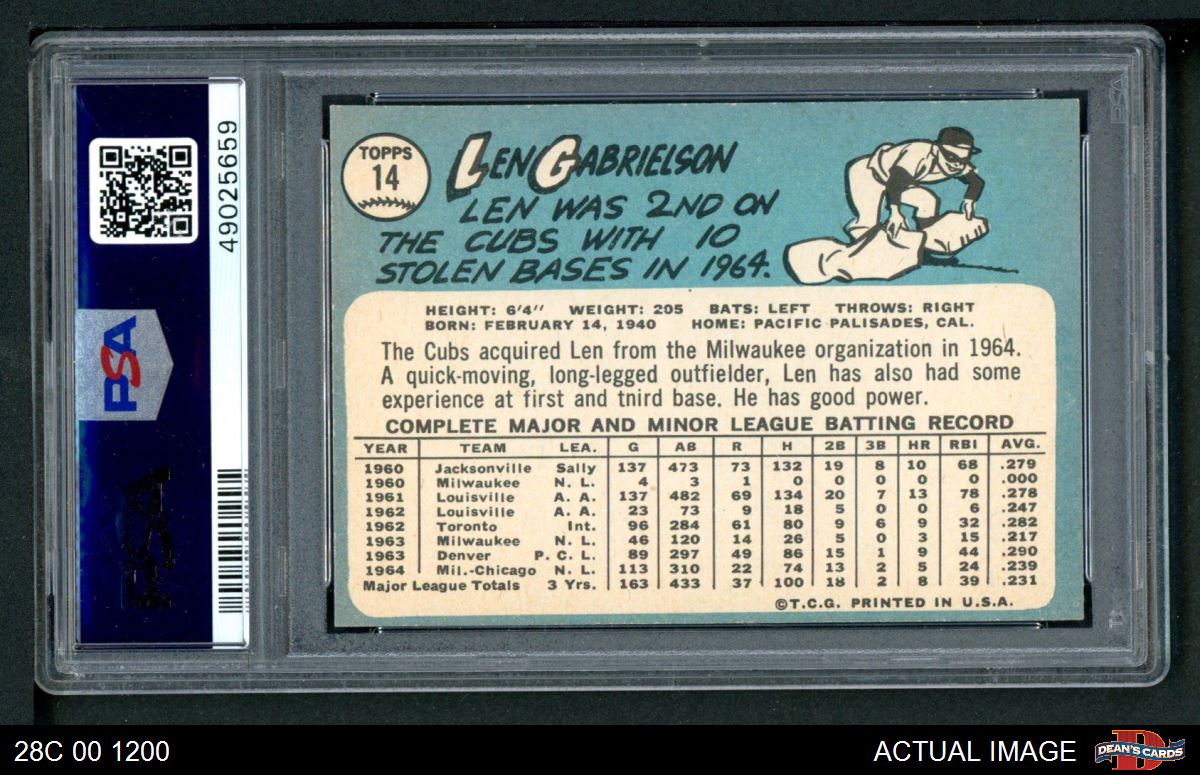 TOPPS
14
LEN GABRIELSON
LEN WAS 2ND ON
THE CUBS WITH 10
STOLEN BASES IN 1964.
HEIGHT: 6'4" WEIGHT: 205 BATS: LEFT THROWS: RIGHT
BORN: FEBRUARY 14, 1940 HOME: PACIFIC PALISADES, CAL.
The Cubs acquired Len from the Milwaukee organization in 1964.
A quick-moving, long-legged outfielder, Len has also had some
experience at first and tnird base. He has good power.
COMPLETE MAJOR AND MINOR LEAGUE BATTING RECORD
YEAR TEAM LEA. G AB R H 2B 3B HR RBI AVG.
1960 Jacksonville Sally 137 473 73 132 19 8 10 68 .279
1960 Milwaukee N. L. 4 3 1 0 0 0 0 0 .000
1961 Louisville A. A. 137 482 69 134 20 7 13 78 .278
1962 Louisville A. A. 23 73 9 18 5 0 0 6 .247
1962 Toronto Int. 96 284 61 80 9 6 9 32 .282
1963 Milwaukee N. L. 46 120 14 26 5 0 3 15 .217
1963 Denver P. C. L. 89 297 49 86 15 1 9 44 .290
1964 Mil.-Chicago N. L. 113 310 22 74 13 2 5 24 .239
Major League Totals 3 Yrs. 163 433 37 100 18 2 8 39 .231
©T.C.G. PRINTED IN U.S.A.
49025659
PSA
PSA
PSA
28C 00 1200
ACTUAL IMAGE
DEAN'S CARDS